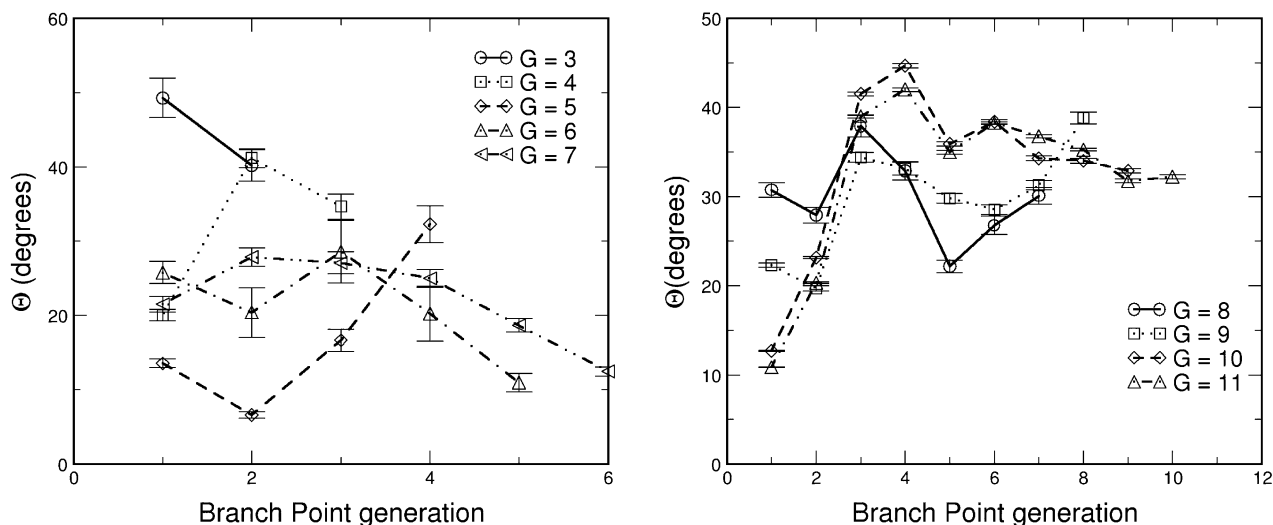 60
40
20
0
0
2
4
6
Θ (degrees)
Branch Point generation
G = 3
G = 4
G = 5
G = 6
G = 7
50
40
30
20
10
0
0
2
4
6
8
10
12
Θ(degrees)
Branch Point generation
G = 8
G = 9
G = 10
G = 11